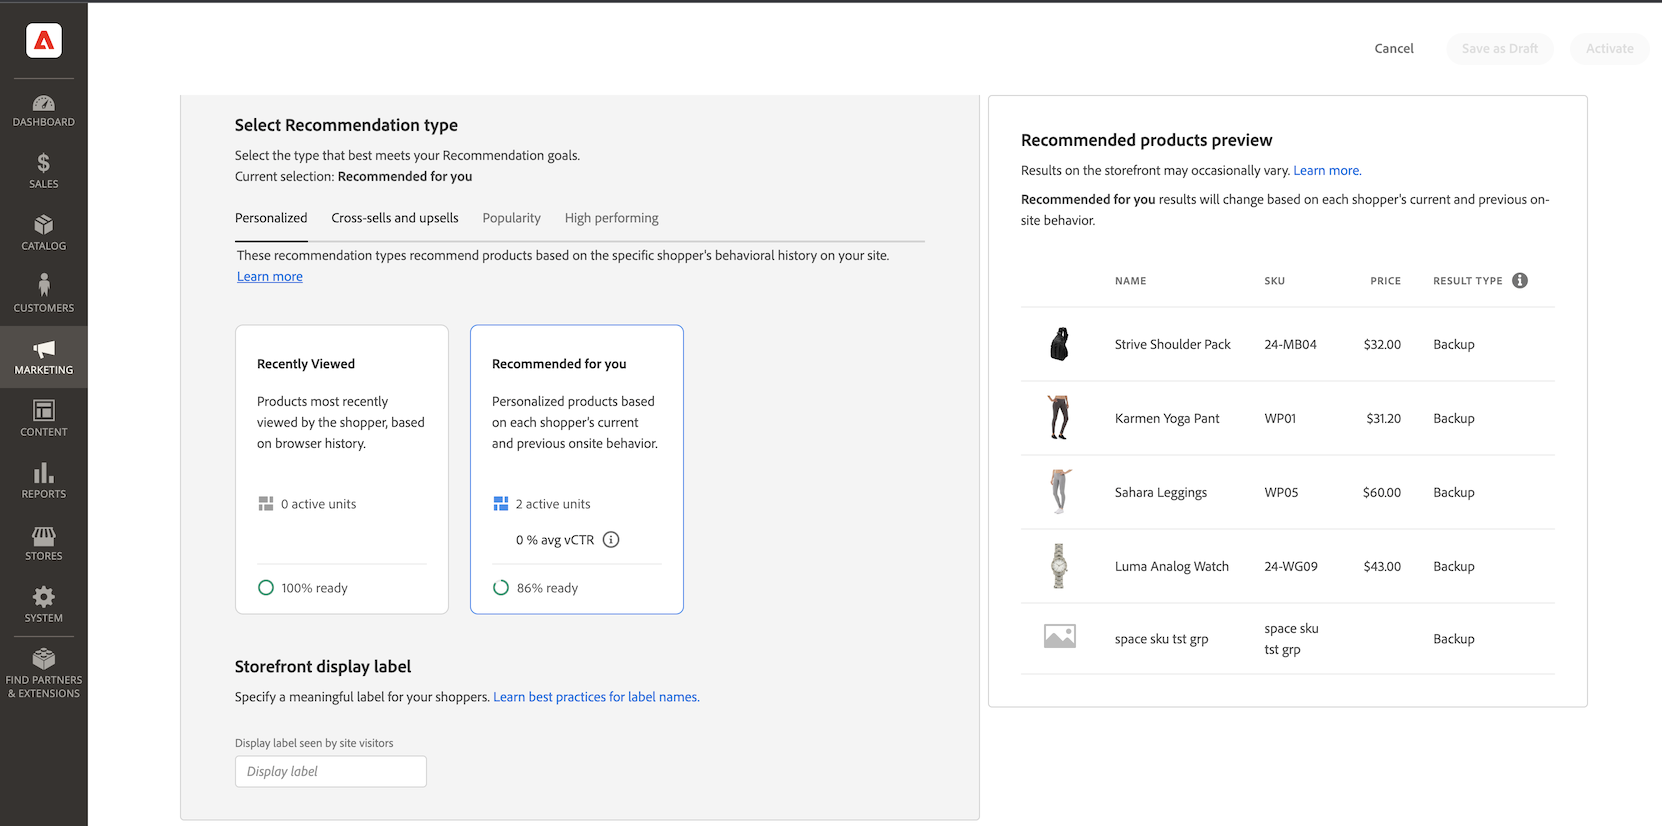 DASHBOARD
SALES
CATALOG
CUSTOMERS
MARKETING
CONTENT
REPORTS
STORES
SYSTEM
FIND PARTNERS
& EXTENSIONS
Cancel
Save as Draft
Activate
Select Recommendation type
Select the type that best meets your Recommendation goals.
Current selection: Recommended for you
Personalized Cross-sells and upsells Popularity High performing
These recommendation types recommend products based on the specific shopper's behavioral history on your site.
Learn more
Recently Viewed
Products most recently
viewed by the shopper, based
on browser history.
0 active units
100% ready
Recommended for you
Personalized products based
on each shopper's current
and previous onsite behavior.
2 active units
0 % avg vCTR
86% ready
Storefront display label
Specify a meaningful label for your shoppers. Learn best practices for label names.
Display label seen by site visitors
Display label
Recommended products preview
Results on the storefront may occasionally vary. Learn more.
Recommended for you results will change based on each shopper's current and previous on-
site behavior.
NAME SKU PRICE RESULT TYPE
Strive Shoulder Pack 24-MB04 $32.00 Backup
Karmen Yoga Pant WP01 $31.20 Backup
Sahara Leggings WP05 $60.00 Backup
Luma Analog Watch 24-WG09 $43.00 Backup
space sku tst grp space sku Backup
tst grp